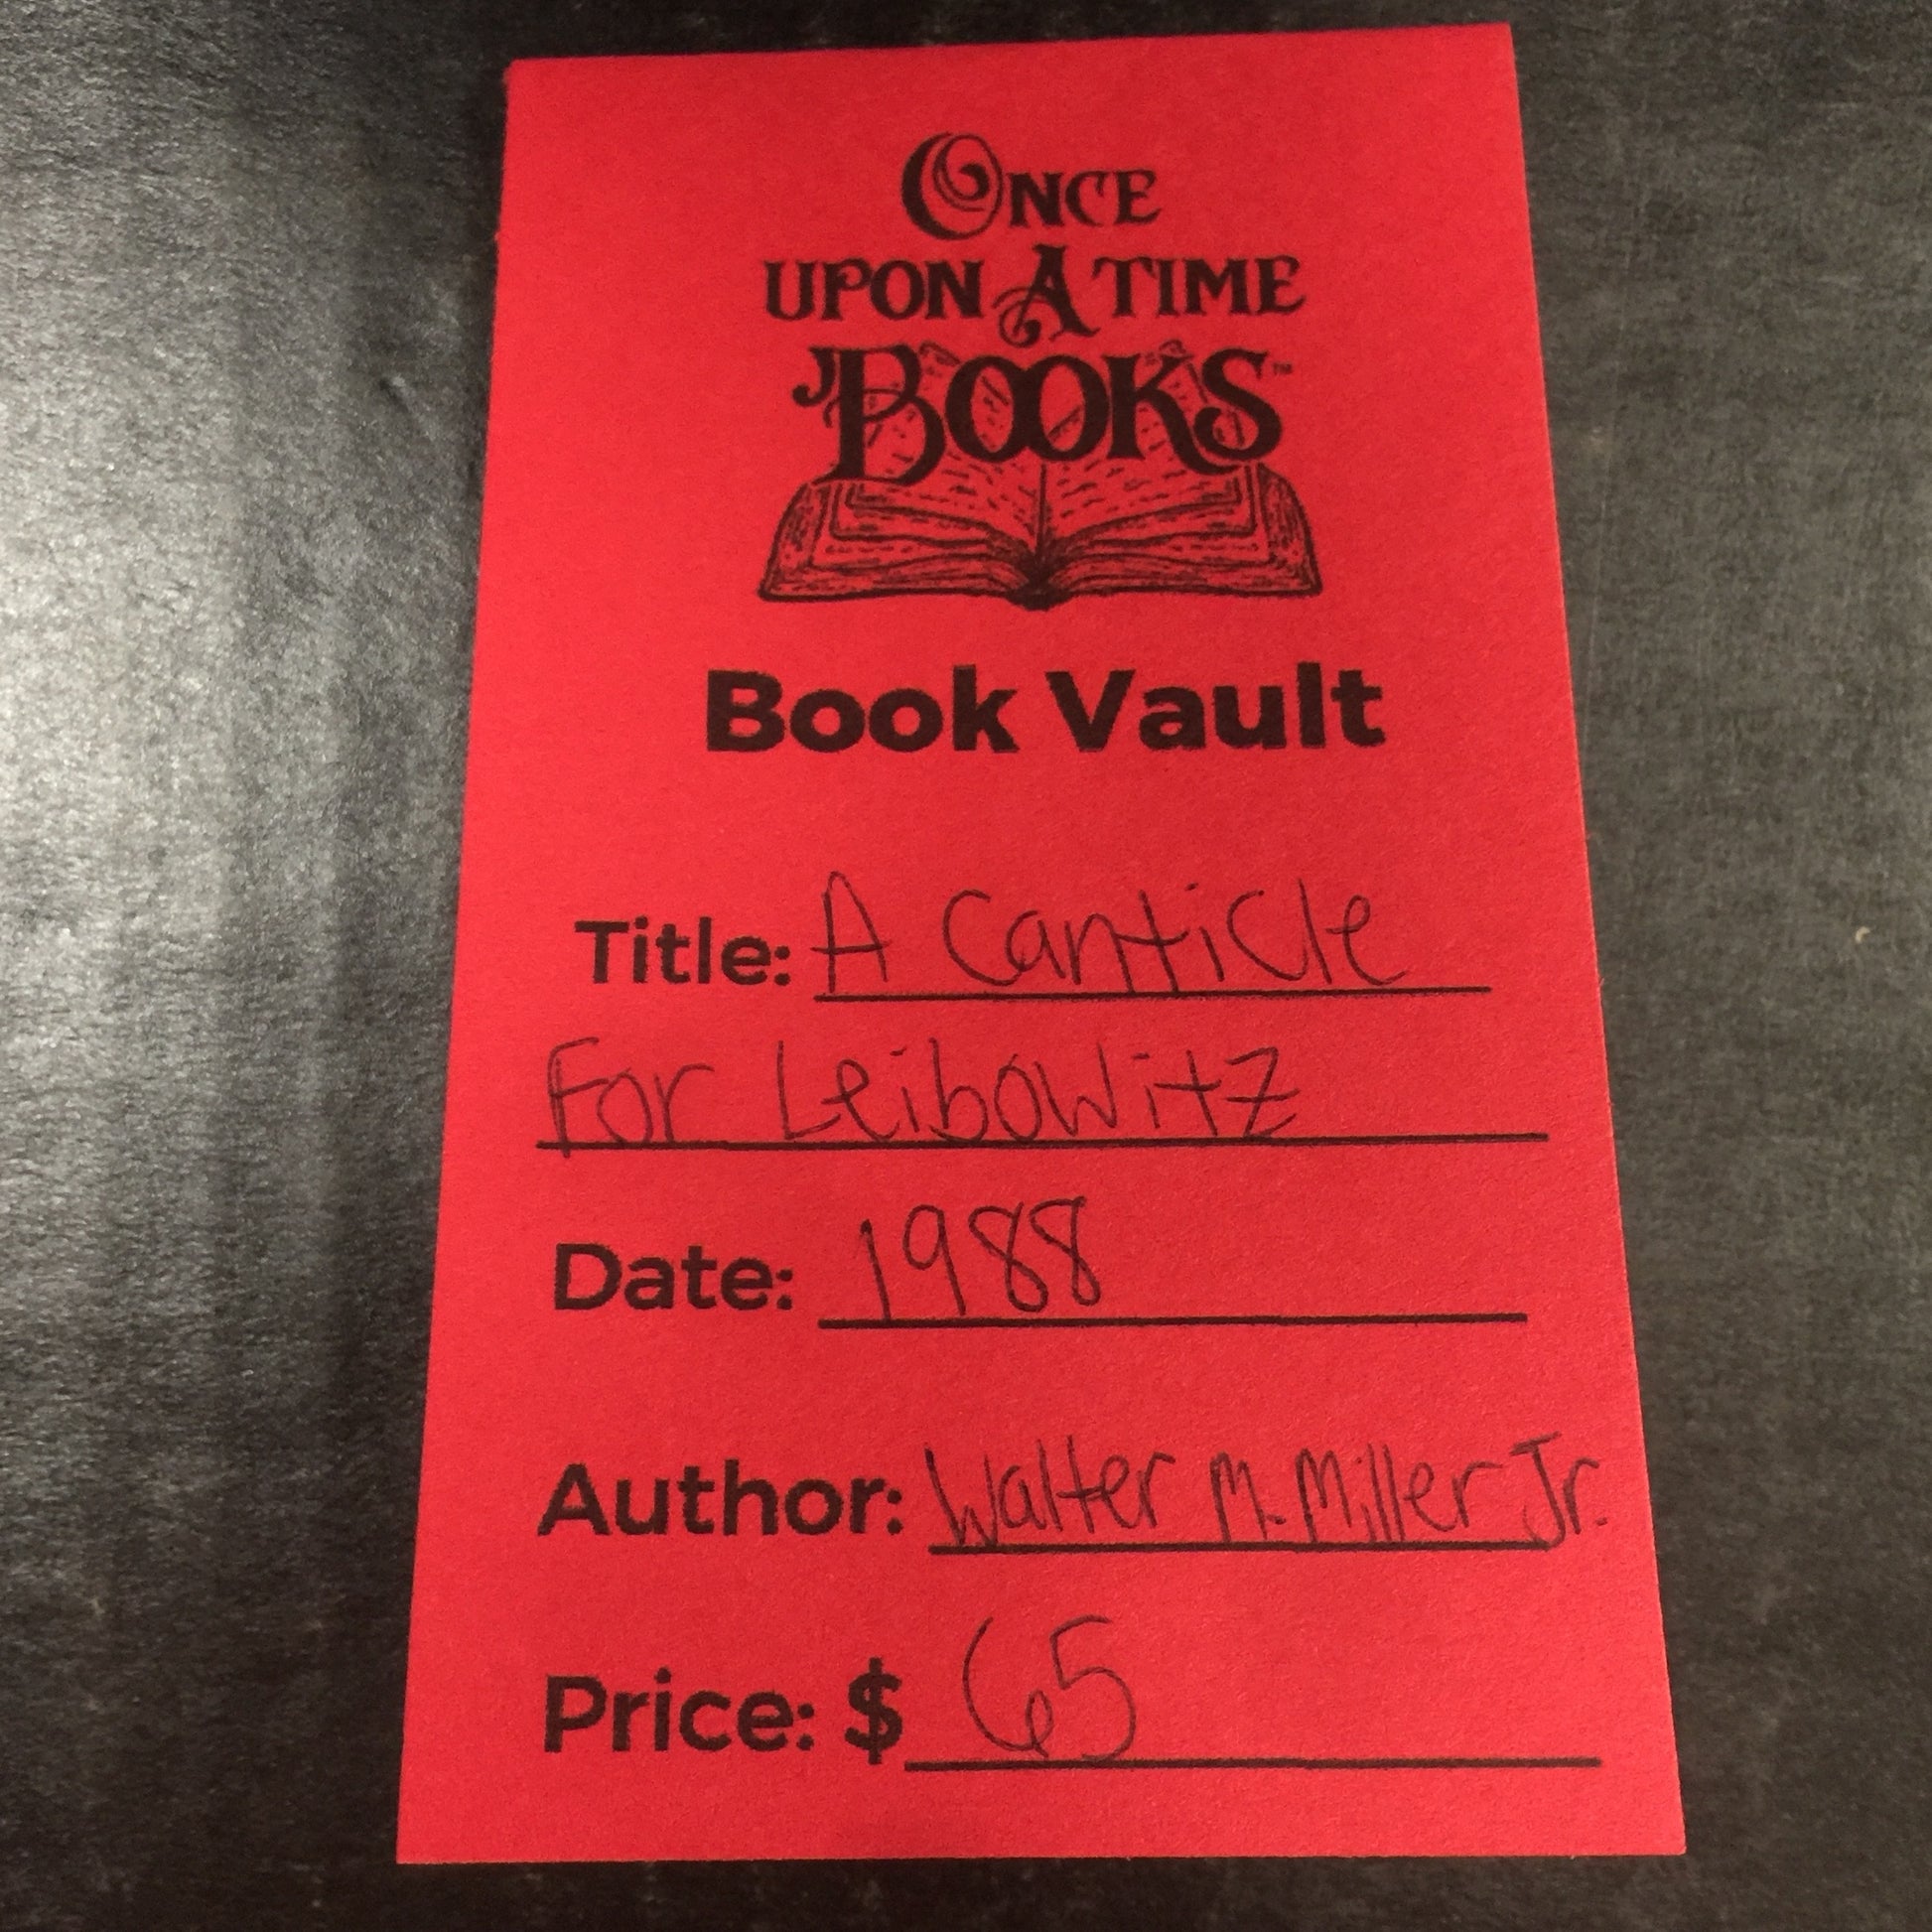 ONCE
UPON A TIME
BOOKS™
Book Vault
Title: A Canticle
For Leibowitz
Date: 1988
Author: Walter M. Miller Jr.
Price: $ 65